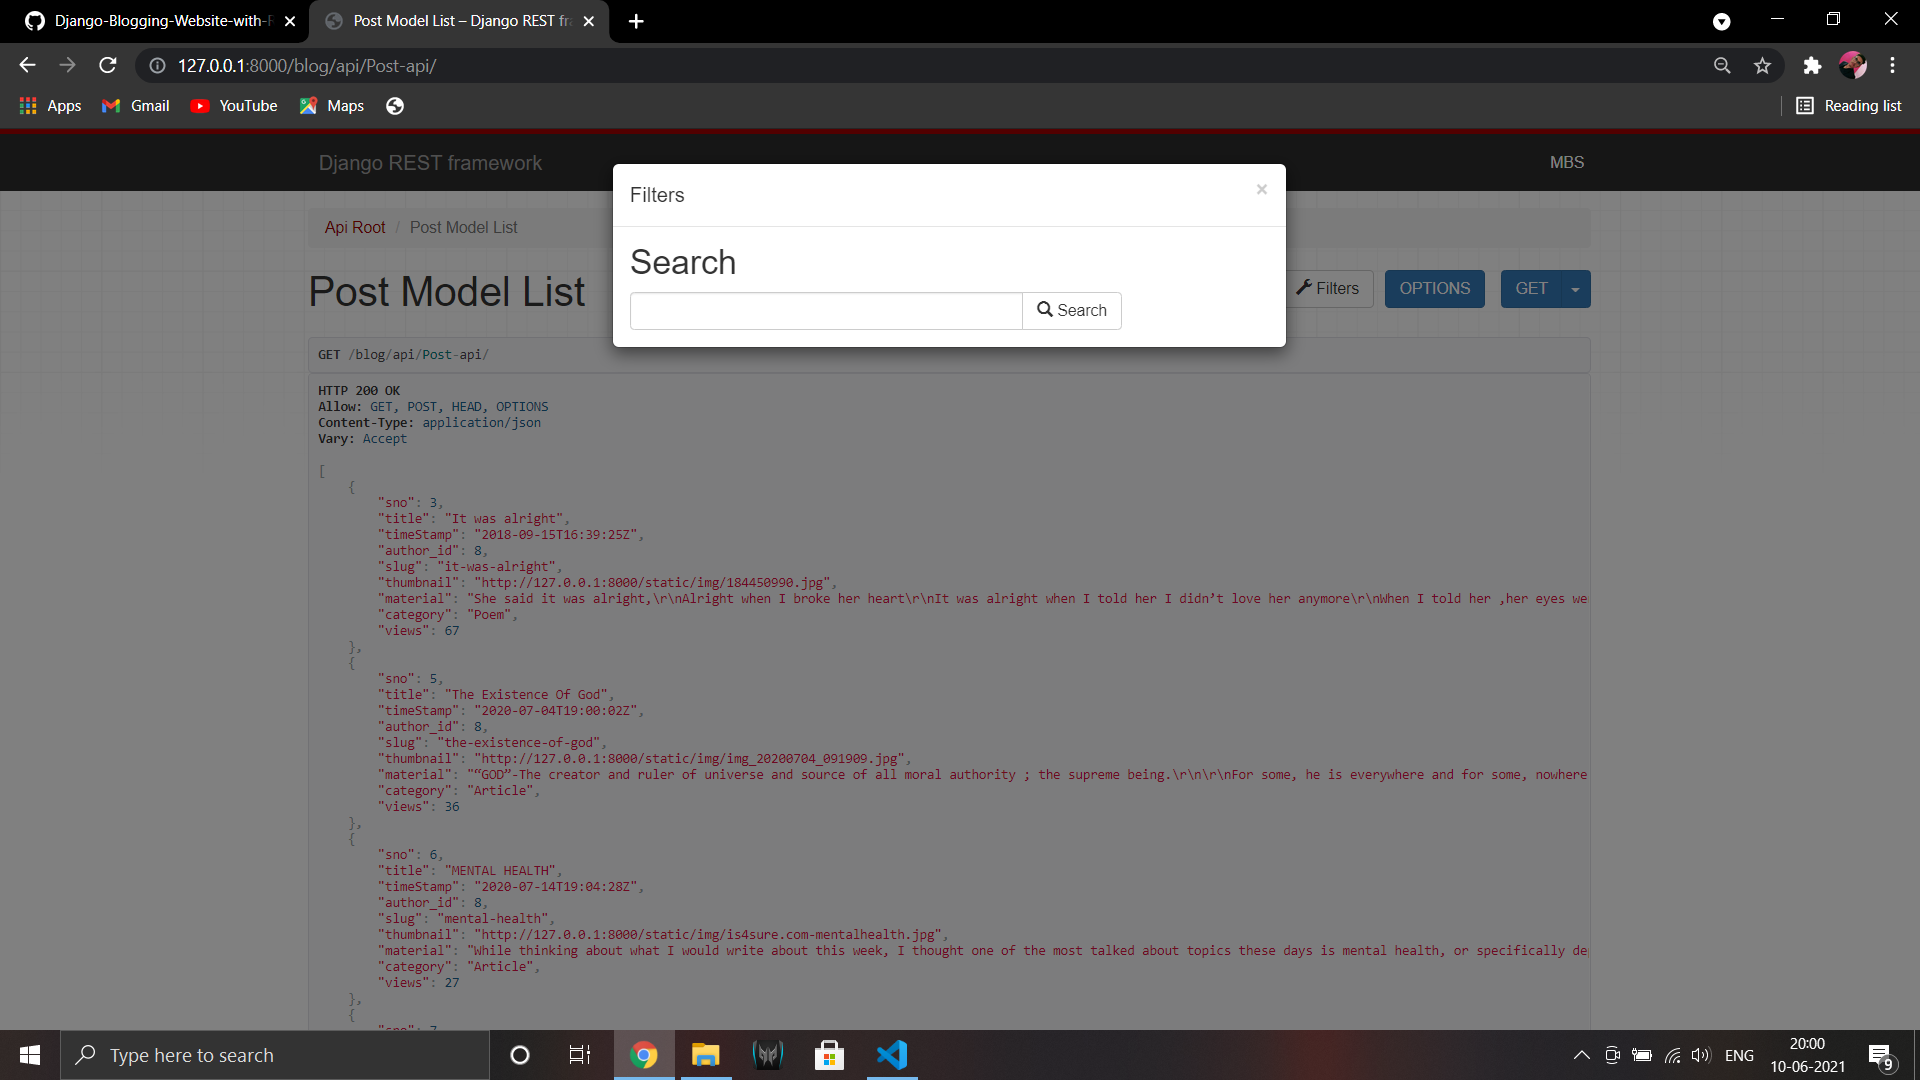 Django-Blogging-Website-with-R
Post Model List – Django REST fr
127.0.0.1:8000/blog/api/Post-api/
Apps
Gmail
YouTube
Maps
Reading list
Django REST framework
MBS
Filters
×
Api Root / Post Model List
Search
Post Model List
Search
Filters
OPTIONS
GET
GET /blog/api/Post-api/
HTTP 200 OK
Allow: GET, POST, HEAD, OPTIONS
Content-Type: application/json
Vary: Accept
[
{
"sno": 3,
"title": "It was alright",
"timeStamp": "2018-09-15T16:39:25Z",
"author_id": 8,
"slug": "it-was-alright",
"thumbnail": "http://127.0.0.1:8000/static/img/184450990.jpg",
"material": "She said it was alright,\r\nAlright when I broke her heart\r\nIt was alright when I told her I didn’t love her anymore\r\nWhen I told her ,her eyes we
"category": "Poem",
"views": 67
},
{
"sno": 5,
"title": "The Existence Of God",
"timeStamp": "2020-07-04T19:00:02Z",
"author_id": 8,
"slug": "the-existence-of-god",
"thumbnail": "http://127.0.0.1:8000/static/img/img_20200704_091909.jpg",
"material": "“GOD”-The creator and ruler of universe and source of all moral authority ; the supreme being.\r\n\r\nFor some, he is everywhere and for some, nowhere
"category": "Article",
"views": 36
},
{
"sno": 6,
"title": "MENTAL HEALTH",
"timeStamp": "2020-07-14T19:04:28Z",
"author_id": 8,
"slug": "mental-health",
"thumbnail": "http://127.0.0.1:8000/static/img/is4sure.com-mentalhealth.jpg",
"material": "While thinking about what I would write about this week, I thought one of the most talked about topics these days is mental health, or specifically de
"category": "Article",
"views": 27
},
{
"sno": 7
Type here to search
ENG
20:00
10-06-2021
9